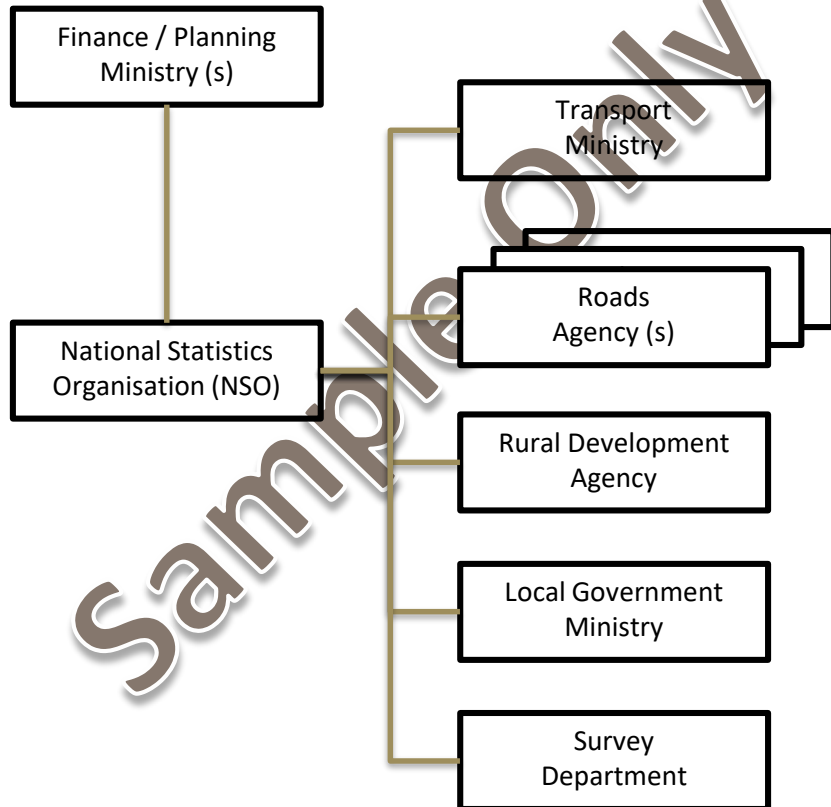 Finance / Planning
Ministry (s)
Transport
Ministry
Roads
Agency (s)
National Statistics
Organisation (NSO)
Rural Development
Agency
Local Government
Ministry
Survey
Department
Sample Only